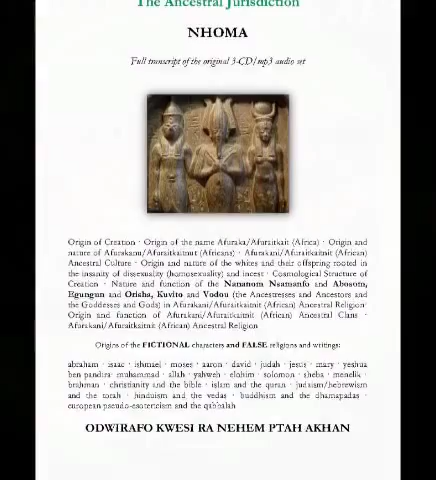 The Ancestral Jurisdiction
NHOMA
Full transcript of the original 3-CD/mp3 audio set
Origin of Creation · Origin of the name Afuraka/Afuraitkait (Africa) · Origin and
nature of Afurakanu/Afuraitkaitnut (Africans) · Afurakani/Afuraitkaitnit (African)
Ancestral Culture · Origin and nature of the whites and their offspring rooted in
the insanity of dissexuality (homosexuality) and incest · Cosmological Structure of
Creation · Nature and function of the Nananom Nsamanfo and Abosom,
Egungun and Orisha, Kuvito and Vodou (the Ancestresses and Ancestors and
the Goddesses and Gods) in Afurakani/Afuraitkaitnit (African) Ancestral Religion ·
Origin and function of Afurakani/Afuraitkaitnit (African) Ancestral Clans ·
Afurakani/Afuraitkaitnit (African) Ancestral Religion
Origins of the FICTIONAL characters and FALSE religions and writings:
abraham · isaac · ishmael · moses · aaron · david · judah · jesus · mary · yeshua
ben pandira · muhammad · allah · yahweh · elohim · solomon · sheba · menelik ·
brahman · christianity and the bible · islam and the quran · judaism/hebrewism
and the torah · hinduism and the vedas · buddhism and the dhamapadas ·
european pseudo-esotericism and the qabbalah
ODWIRAFO KWESI RA NEHEM PTAH AKHAN